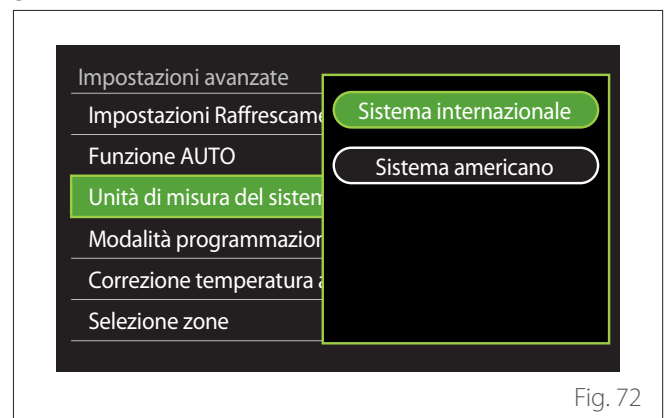 Impostazioni avanzate
Impostazioni Raffrescame
Funzione AUTO
Unità di misura del sistem
Modalità programmazion
Correzione temperatura a
Selezione zone
Sistema internazionale
Sistema americano
Fig. 72